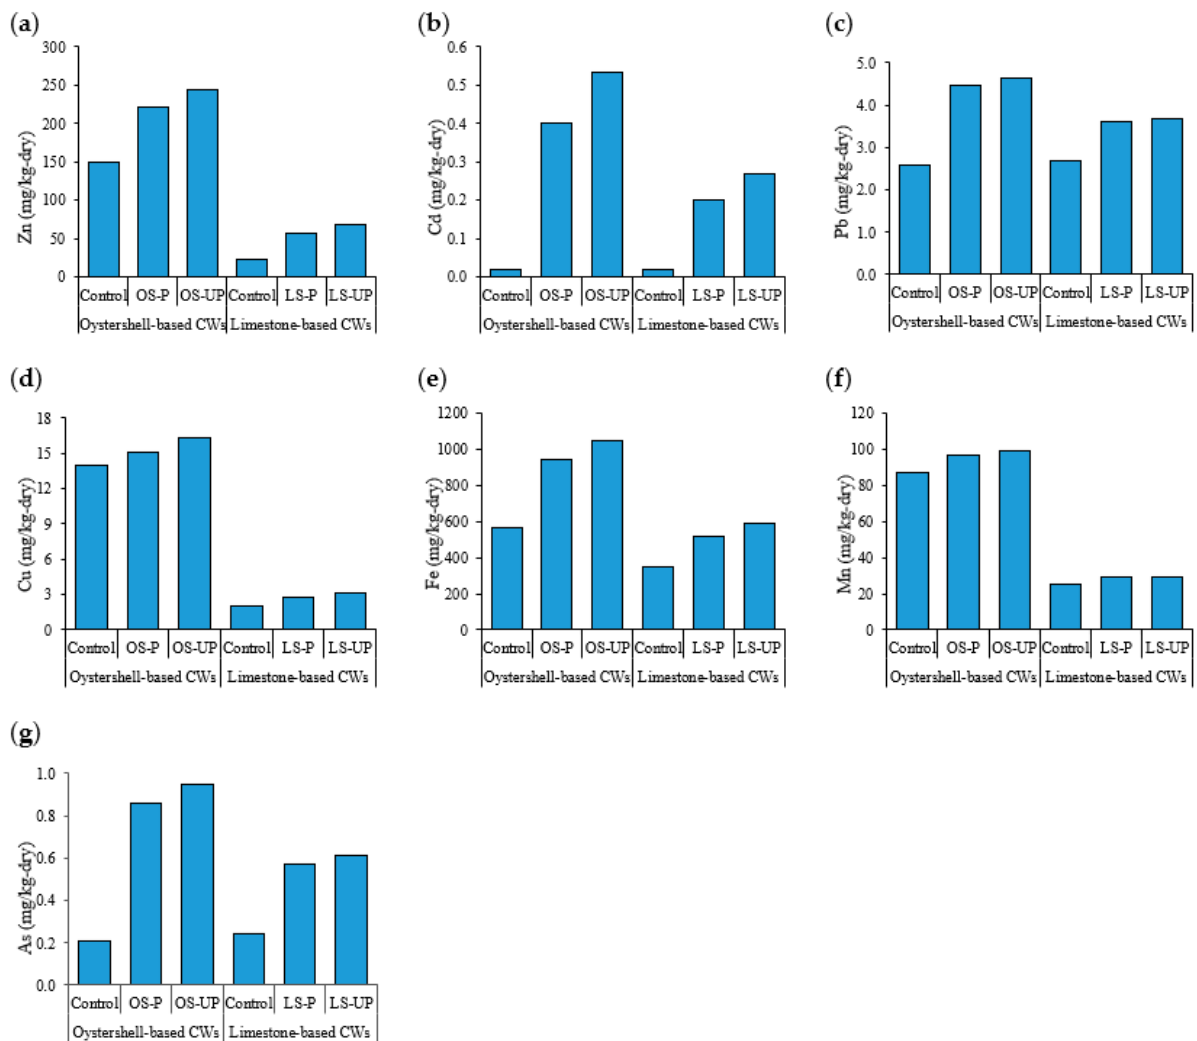 (a)
Zn (mg/kg-dry)
300
250
200
150
100
50
0
Control OS-P OS-UP Control LS-P LS-UP
Oystershell-based CWs Limestone-based CWs
(b)
Cd (mg/kg-dry)
0.6
0.5
0.4
0.3
0.2
0.1
0.0
Control OS-P OS-UP Control LS-P LS-UP
Oystershell-based CWs Limestone-based CWs
(c)
Pb (mg/kg-dry)
5.0
4.0
3.0
2.0
1.0
0.0
Control OS-P OS-UP Control LS-P LS-UP
Oystershell-based CWs Limestone-based CWs
(d)
Cu (mg/kg-dry)
18
15
12
9
6
3
0
Control OS-P OS-UP Control LS-P LS-UP
Oystershell-based CWs Limestone-based CWs
(e)
Fe (mg/kg-dry)
1200
1000
800
600
400
200
0
Control OS-P OS-UP Control LS-P LS-UP
Oystershell-based CWs Limestone-based CWs
(f)
Mn (mg/kg-dry)
120
100
80
60
40
20
0
Control OS-P OS-UP Control LS-P LS-UP
Oystershell-based CWs Limestone-based CWs
(g)
As (mg/kg-dry)
1.0
0.8
0.6
0.4
0.2
0.0
Control OS-P OS-UP Control LS-P LS-UP
Oystershell-based CWs Limestone-based CWs